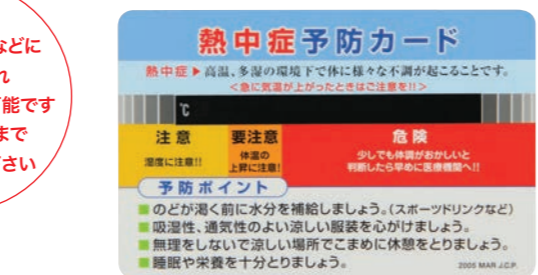 などに
れ
能です
まで
ださい
熱中症予防カード
熱中症▶高温、多湿の環境下で体に様々な不調が起こることです。
<急に気温が上がったときはご注意を!!>
℃
注意
湿度に注意!!
要注意
体温の
上昇に注意!
危険
少しでも体調がおかしいと
判断したら早めに医療機関へ!!
予防ポイント
■のどが渇く前に水分を補給しましょう。(スポーツドリンクなど)
■吸湿性、通気性のよい涼しい服装を心がけましょう。
■無理をしないで涼しい場所でこまめに休憩をとりましょう。
■睡眠や栄養を十分とりましょう。
2005 MAR J.C.P.